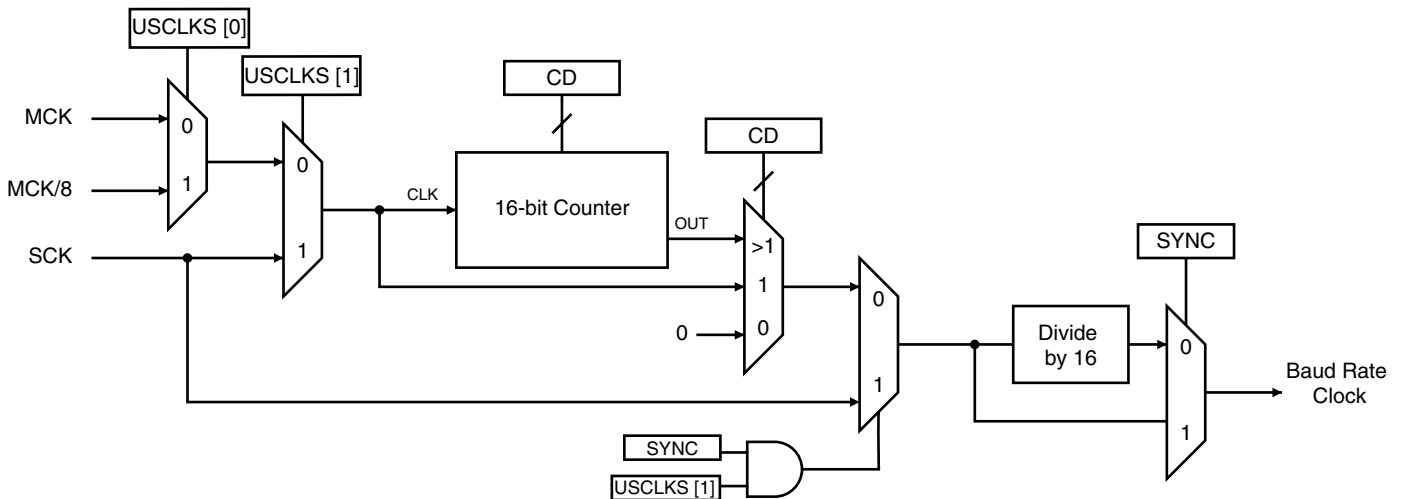 USCLKS [0]
USCLKS [1]
CD
MCK
0
CD
MCK/8
1
0
CLK
16-bit Counter
OUT
SCK
1
>1
SYNC
1
0
0
0
Divide
by 16
0
1
Baud Rate
Clock
1
SYNC
USCLKS [1]